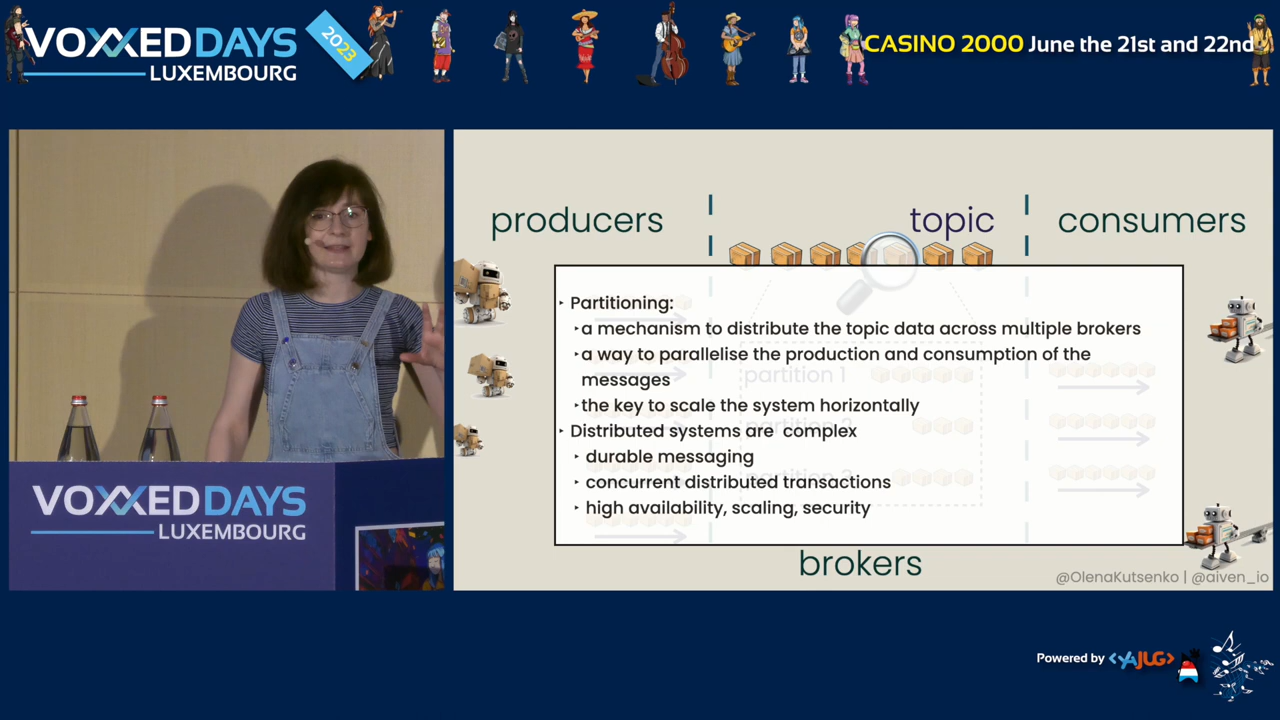 VOXXED DAYS
LUXEMBOURG
2023
CASINO 2000 June the 21st and 22nd
producers
topic
consumers
‣ Partitioning:
‣a mechanism to distribute the topic data across multiple brokers
‣a way to parallelise the production and consumption of the
messages
‣the key to scale the system horizontally
‣ Distributed systems are complex
‣ durable messaging
‣ concurrent distributed transactions
‣ high availability, scaling, security
partition 1
brokers
@OlenaKutsenko | @aiven_io
VOXXED DAYS
LUXEMBOURG
Powered by <YAJUG>